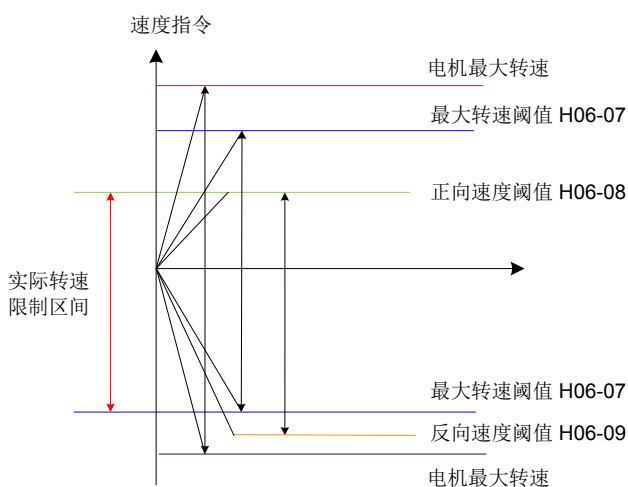 速度指令
电机最大转速
最大转速阈值 H06-07
正向速度阈值 H06-08
实际转速
限制区间
最大转速阈值 H06-07
反向速度阈值 H06-09
电机最大转速